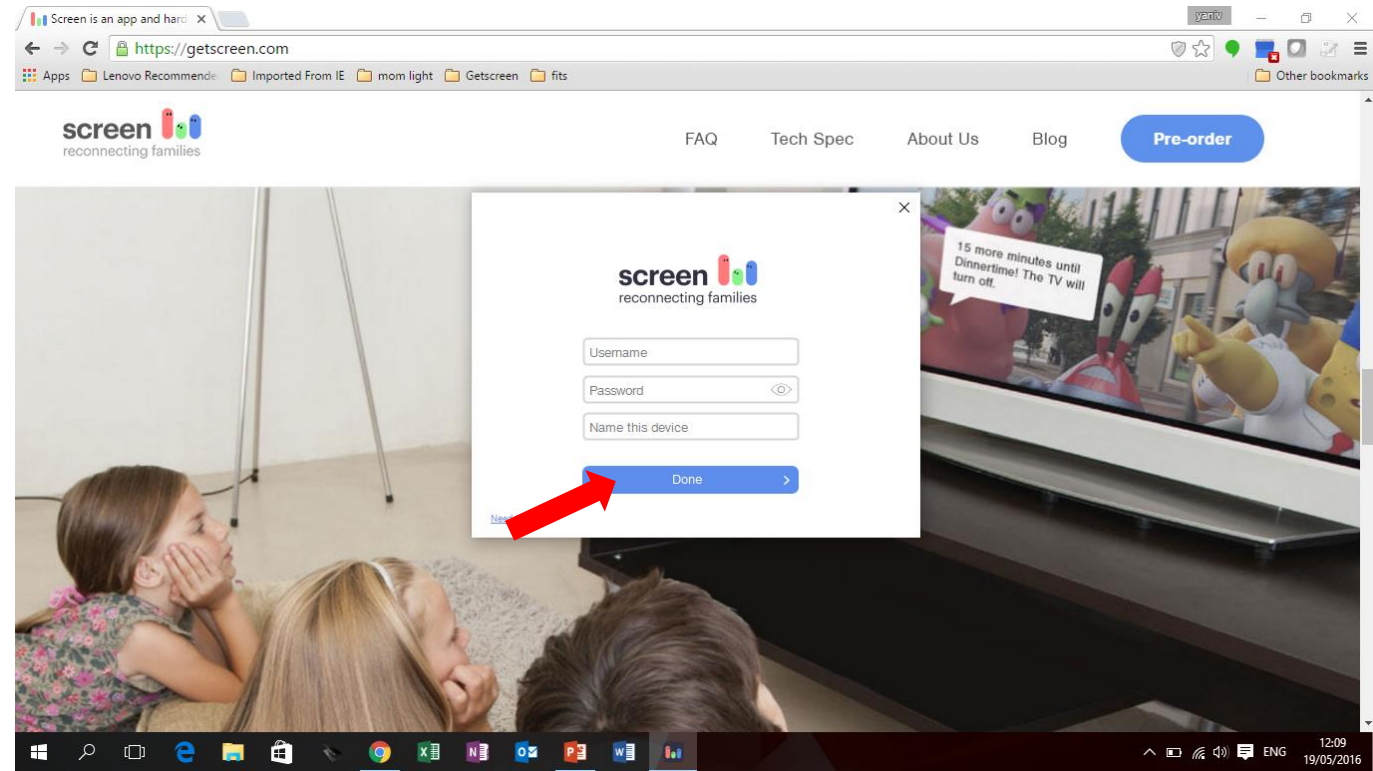 Screen is an app and hard
yaniv
https://getscreen.com
Apps
Lenovo Recommende
Imported From IE
mom light
Getscreen
fits
Other bookmarks
screen
reconnecting families
FAQ
Tech Spec
About Us
Blog
Pre-order
15 more minutes until
Dinnertime! The TV will
turn off.
screen
reconnecting families
Username
Password
Name this device
Done
ENG
12:09
19/05/2016